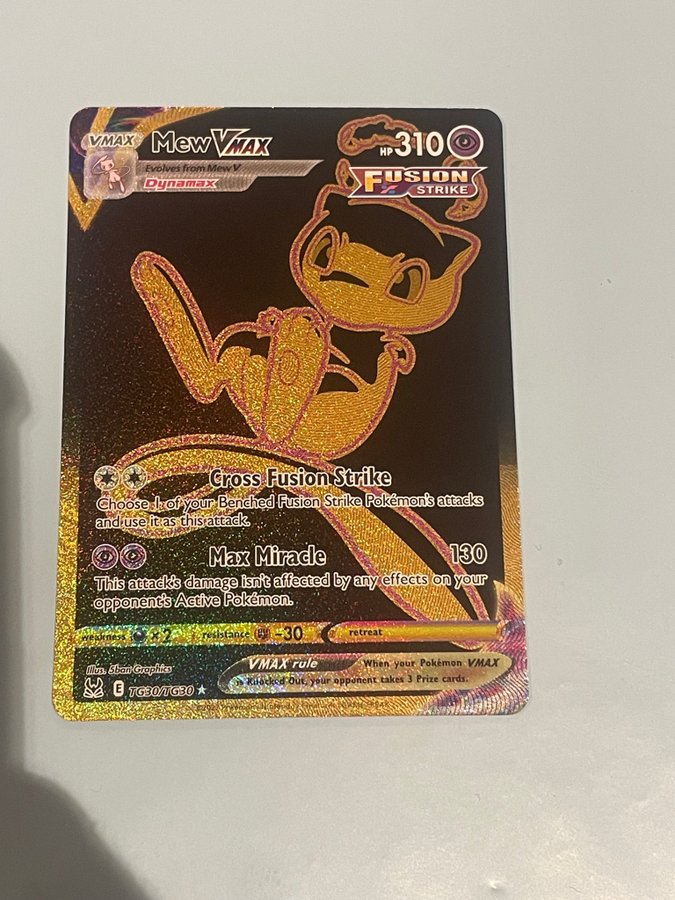 VMAX Mew VMAX HP 310
Evolves from Mew V
Dynamax
FUSION
STRIKE
Cross Fusion Strike
Choose 1 of your Benched Fusion Strike Pokémon's attacks
and use it as this attack.
Max Miracle 130
This attack's damage isn't affected by any effects on your
opponent's Active Pokémon.
weakness ×2 resistance -30 retreat
VMAX rule When your Pokémon VMAX
is Knocked Out, your opponent takes 3 Prize cards.
Illus. 5ban Graphics
E TG30/TG30